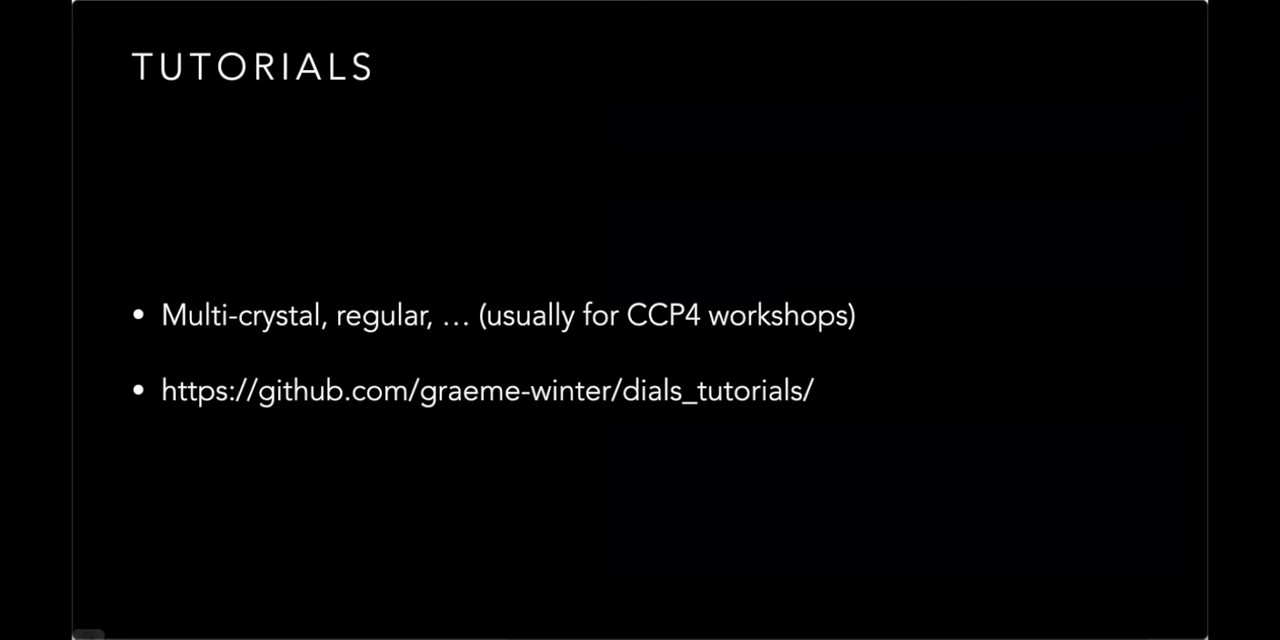 TUTORIALS
• Multi-crystal, regular, … (usually for CCP4 workshops)
• https://github.com/graeme-winter/dials_tutorials/